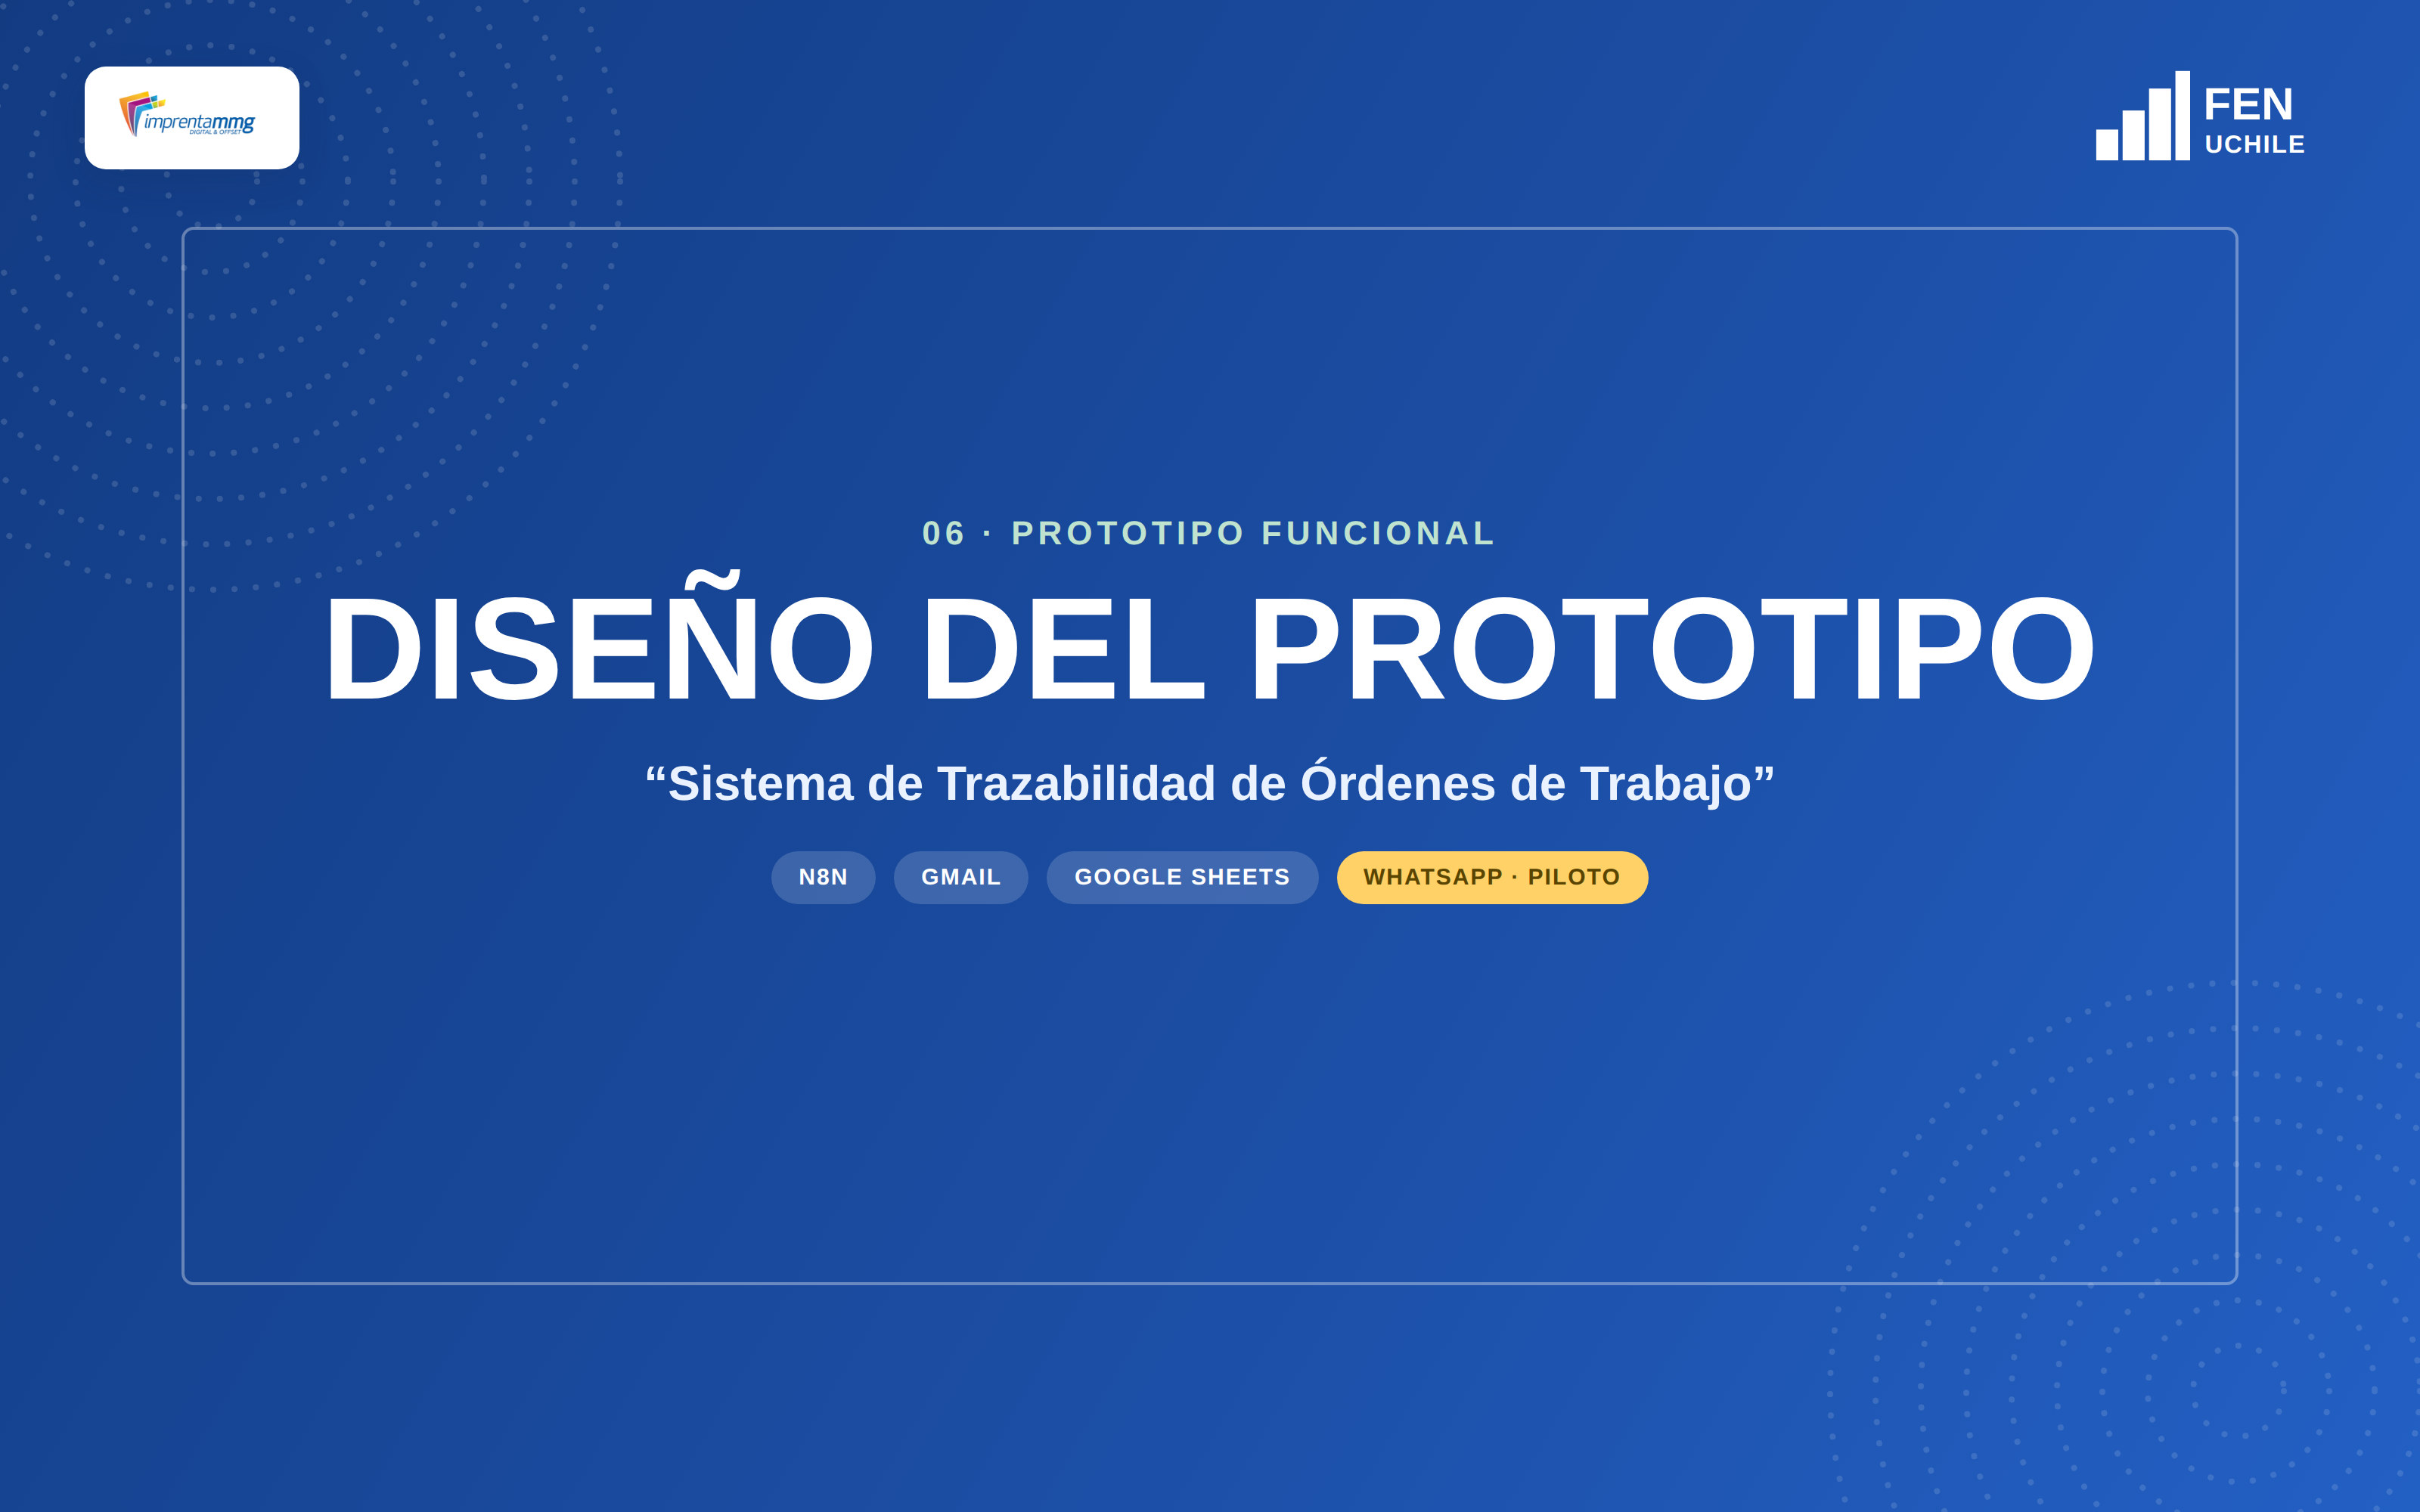 imprentammg
DIGITAL & OFFSET
FEN
UCHILE
06 · PROTOTIPO FUNCIONAL
DISEÑO DEL PROTOTIPO
“Sistema de Trazabilidad de Órdenes de Trabajo”
N8N GMAIL GOOGLE SHEETS WHATSAPP · PILOTO